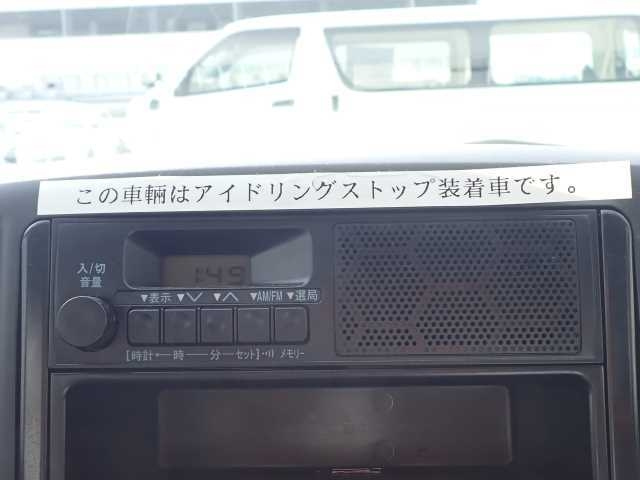 この車輛はアイドリングストップ装着車です。
入/切
音量
1:49
▼表示 ▼∨ ▼∧ ▼AM/FM ▼選局
[時計・時 分 セット]・))) メモリー